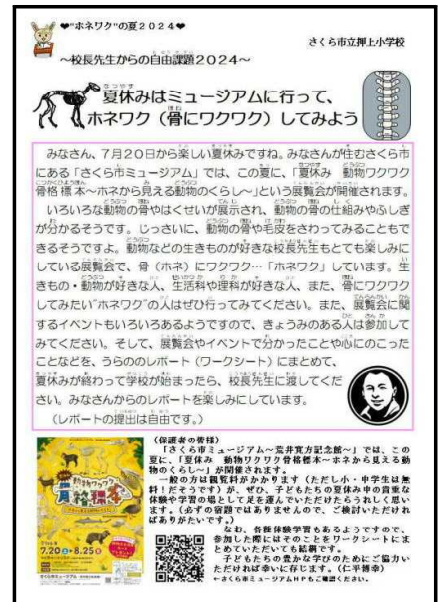 ❤"ホネワク"の夏2024❤
さくら市立押上小学校
～校長先生からの自由課題2024～
夏休みはミュージアムに行って、
ホネワク(骨にワクワク)してみよう
みなさん、7月20日から楽しい夏休みですね。みなさんが住むさくら市
にある「さくら市ミュージアム」では、この夏に、「夏休み 動物ワクワク
骨格標本～ホネから見える動物のくらし～」という展覧会が開催されます。
いろいろな動物の骨やはくせいが展示され、動物の骨の仕組みやふしぎ
が分かるそうです。じっさいに、動物の骨や毛皮をさわってみることもで
きるそうですよ。動物などの生きものが好きな校長先生もとても楽しみに
している展覧会で、骨(ホネ)にワクワク…「ホネワク」しています。生
きもの・動物が好きな人、生活科や理科が好きな人、また、骨にワクワク
してみたい"ホネワク"の人はぜひ行ってみてください。また、展覧会に関
するイベントもいろいろあるようですので、きょうみのある人は参加して
みてください。そして、展覧会やイベントで分かったことや心にのこった
ことなどを、うらののレポート(ワークシート)にまとめて、
夏休みが終わって学校が始まったら、校長先生に渡してくだ
さい。みなさんからのレポートを楽しみにしています。
(レポートの提出は自由です。)
(保護者の皆様)
「さくら市ミュージアム～荒井寛方記念館～」では、この
夏に、「夏休み 動物ワクワク骨格標本～ホネから見える動
物のくらし～」が開催されます。
一般の方は観覧料がかかります(ただし小・中学生は無
料!だそうです)が、ぜひ、子どもたちの夏休み中の貴重な
体験や学習の場として足を運んでいただけたらうれしく思い
ます。(必ずの宿題ではありませんので、ご検討いただけれ
ばありがたいです。)
なお、各種体験学習もあるようですので、
参加した際にはそのことをワークシートにま
とめていただいても結構です。
子どもたちの豊かな学びのためにご協力い
ただければ幸いに存じます。(仁平博幸)
←さくら市ミュージアムHPもご確認ください。
動物ワクワク
骨格標本
7.20
8.25
さくら市ミュージアム